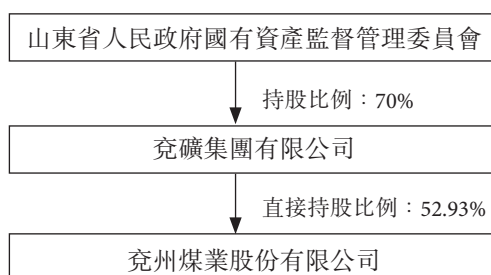 山東省人民政府國有資產監督管理委員會
持股比例：70%
兗礦集團有限公司
直接持股比例：52.93%
兗州煤業股份有限公司